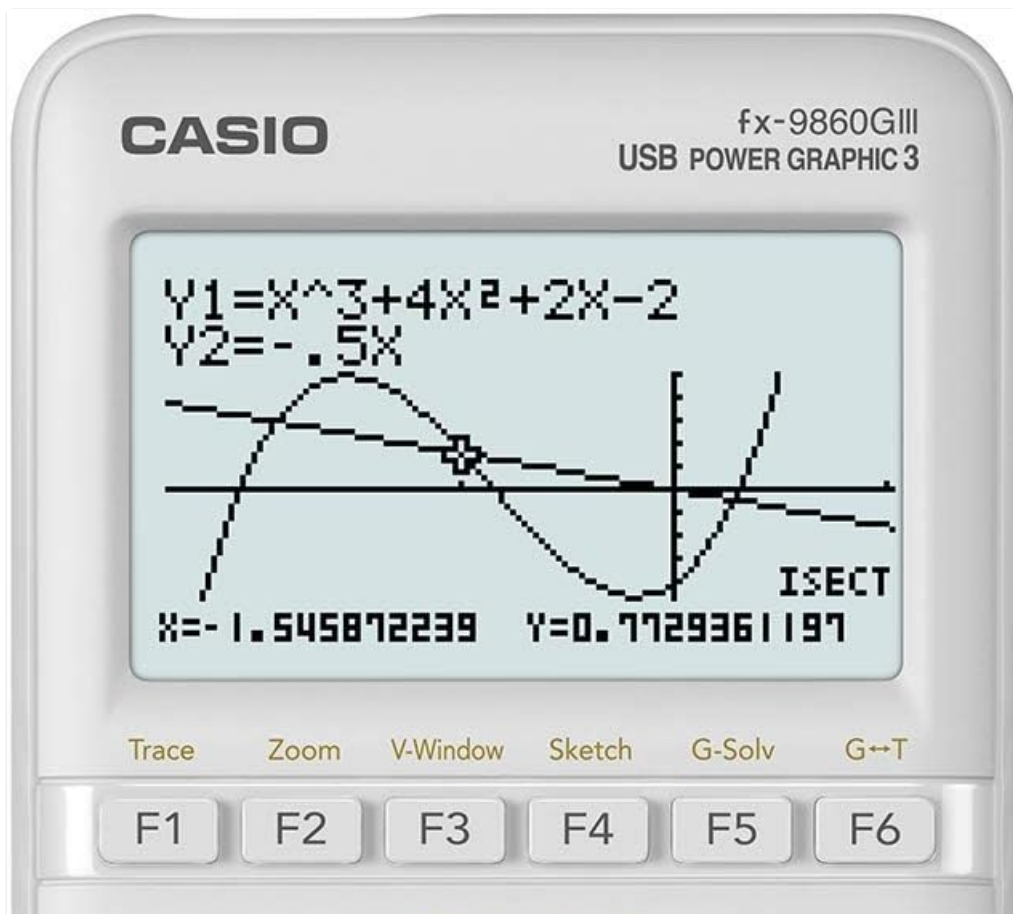 CASIO
fx-9860GIII
USB POWER GRAPHIC 3
Y1=X^3+4X²+2X-2
Y2=-.5X
ISECT
X=-1.545872239 Y=0.7729361197
Trace Zoom V-Window Sketch G-Solv G↔T
F1 F2 F3 F4 F5 F6